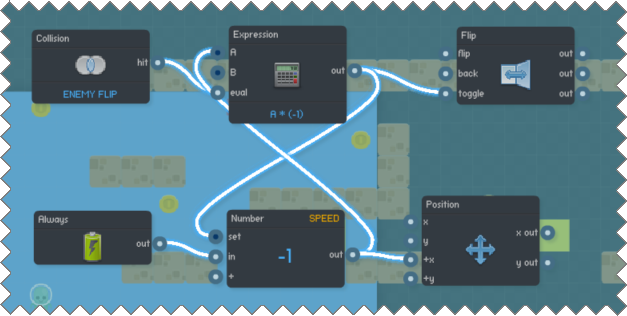 Collision
hit
ENEMY FLIP
Expression
A
B
eval
out
A * (-1)
Flip
flip
back
toggle
out
out
out
Always
out
Number
SPEED
set
in
+
-1
out
Position
x
y
+x
+y
x out
y out